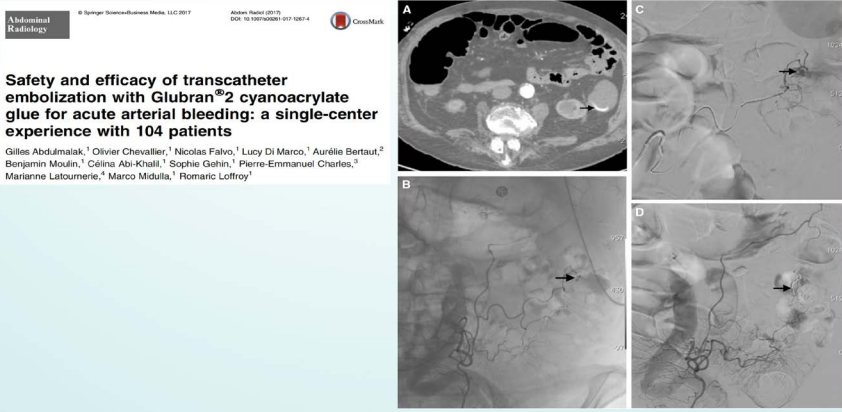 Abdominal
Radiology
© Springer Science+Business Media, LLC 2017
Abdom Radiol (2017)
DOI: 10.1007/s00261-017-1267-4
CrossMark
Safety and efficacy of transcatheter
embolization with Glubran®2 cyanoacrylate
glue for acute arterial bleeding: a single-center
experience with 104 patients
Gilles Abdulmalak,¹ Olivier Chevallier,¹ Nicolas Falvo,¹ Lucy Di Marco,¹ Aurélie Bertaut,²
Benjamin Moulin,¹ Célina Abi-Khalil,¹ Sophie Gehin,¹ Pierre-Emmanuel Charles,³
Marianne Latournerie,⁴ Marco Midulla,¹ Romaric Loffroy¹
A
B
C
1024
512
D
1024